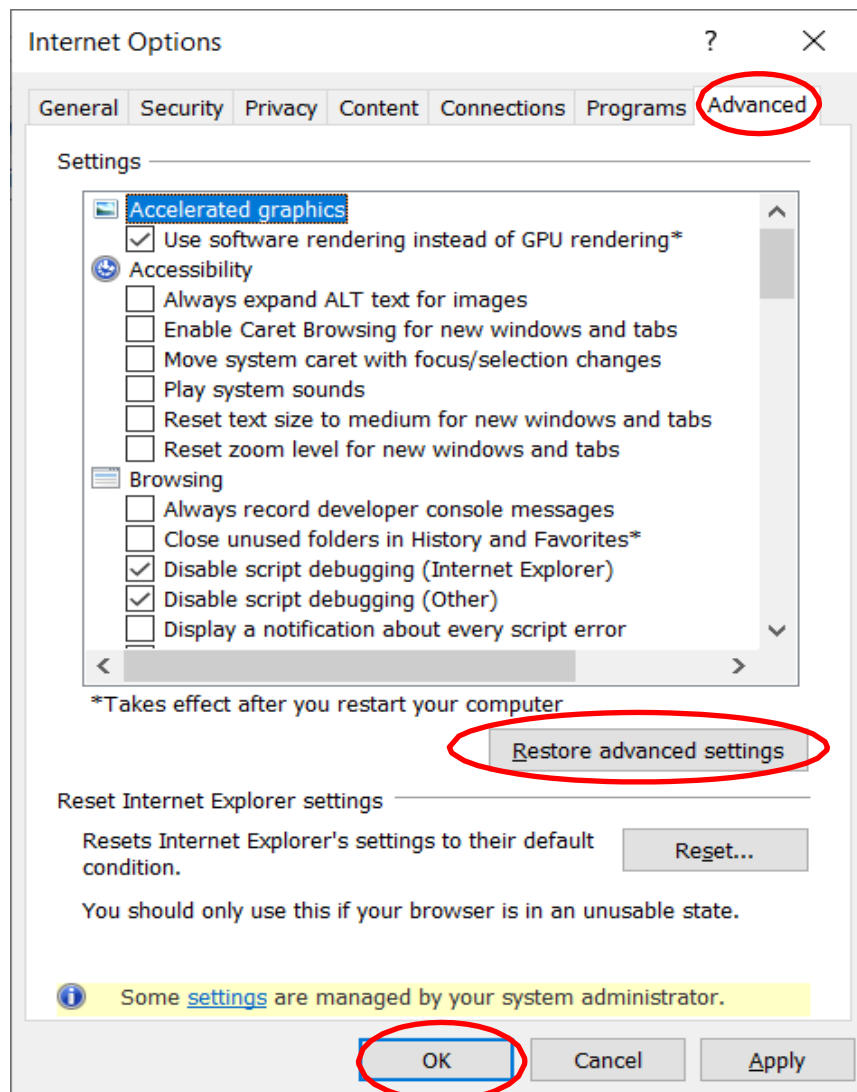 Internet Options ?
General Security Privacy Content Connections Programs Advanced
Settings
Accelerated graphics
Use software rendering instead of GPU rendering*
Accessibility
Always expand ALT text for images
Enable Caret Browsing for new windows and tabs
Move system caret with focus/selection changes
Play system sounds
Reset text size to medium for new windows and tabs
Reset zoom level for new windows and tabs
Browsing
Always record developer console messages
Close unused folders in History and Favorites*
Disable script debugging (Internet Explorer)
Disable script debugging (Other)
Display a notification about every script error
*Takes effect after you restart your computer
Restore advanced settings
Reset Internet Explorer settings
Resets Internet Explorer's settings to their default
condition.
Reset...
You should only use this if your browser is in an unusable state.
Some settings are managed by your system administrator.
OK Cancel Apply